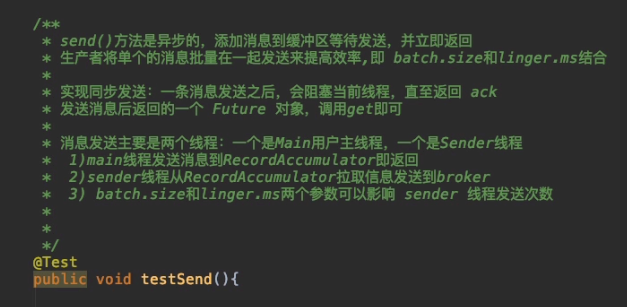 /**
* send()方法是异步的，添加消息到缓冲区等待发送，并立即返回
* 生产者将单个的消息批量在一起发送来提高效率,即 batch.size和linger.ms结合
*
* 实现同步发送：一条消息发送之后，会阻塞当前线程，直至返回 ack
* 发送消息后返回的一个 Future 对象，调用get即可
*
* 消息发送主要是两个线程：一个是Main用户主线程，一个是Sender线程
*  1)main线程发送消息到RecordAccumulator即返回
*  2)sender线程从RecordAccumulator拉取信息发送到broker
*  3) batch.size和linger.ms两个参数可以影响 sender 线程发送次数
*
*
*/
@Test
public void testSend(){